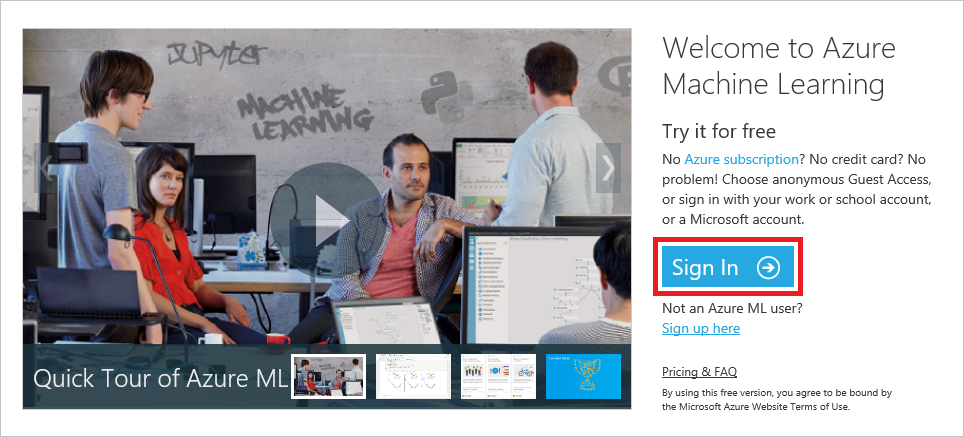 JUPyter
MACHINE
LEARNING
R
Quick Tour of Azure ML
Welcome to Azure
Machine Learning
Try it for free
No Azure subscription? No credit card? No
problem! Choose anonymous Guest Access,
or sign in with your work or school account,
or a Microsoft account.
Sign In
Not an Azure ML user?
Sign up here
Pricing & FAQ
By using this free version, you agree to be bound by
the Microsoft Azure Website Terms of Use.